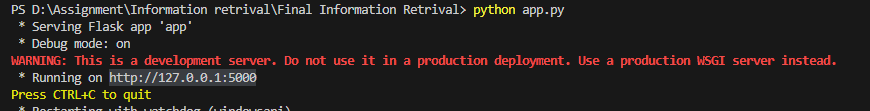 PS D:\Assignment\Information retrival\Final Information Retrival> python app.py
* Serving Flask app 'app'
* Debug mode: on
WARNING: This is a development server. Do not use it in a production deployment. Use a production WSGI server instead.
* Running on http://127.0.0.1:5000
Press CTRL+C to quit
* Restarting with watchdog (windowsapi)